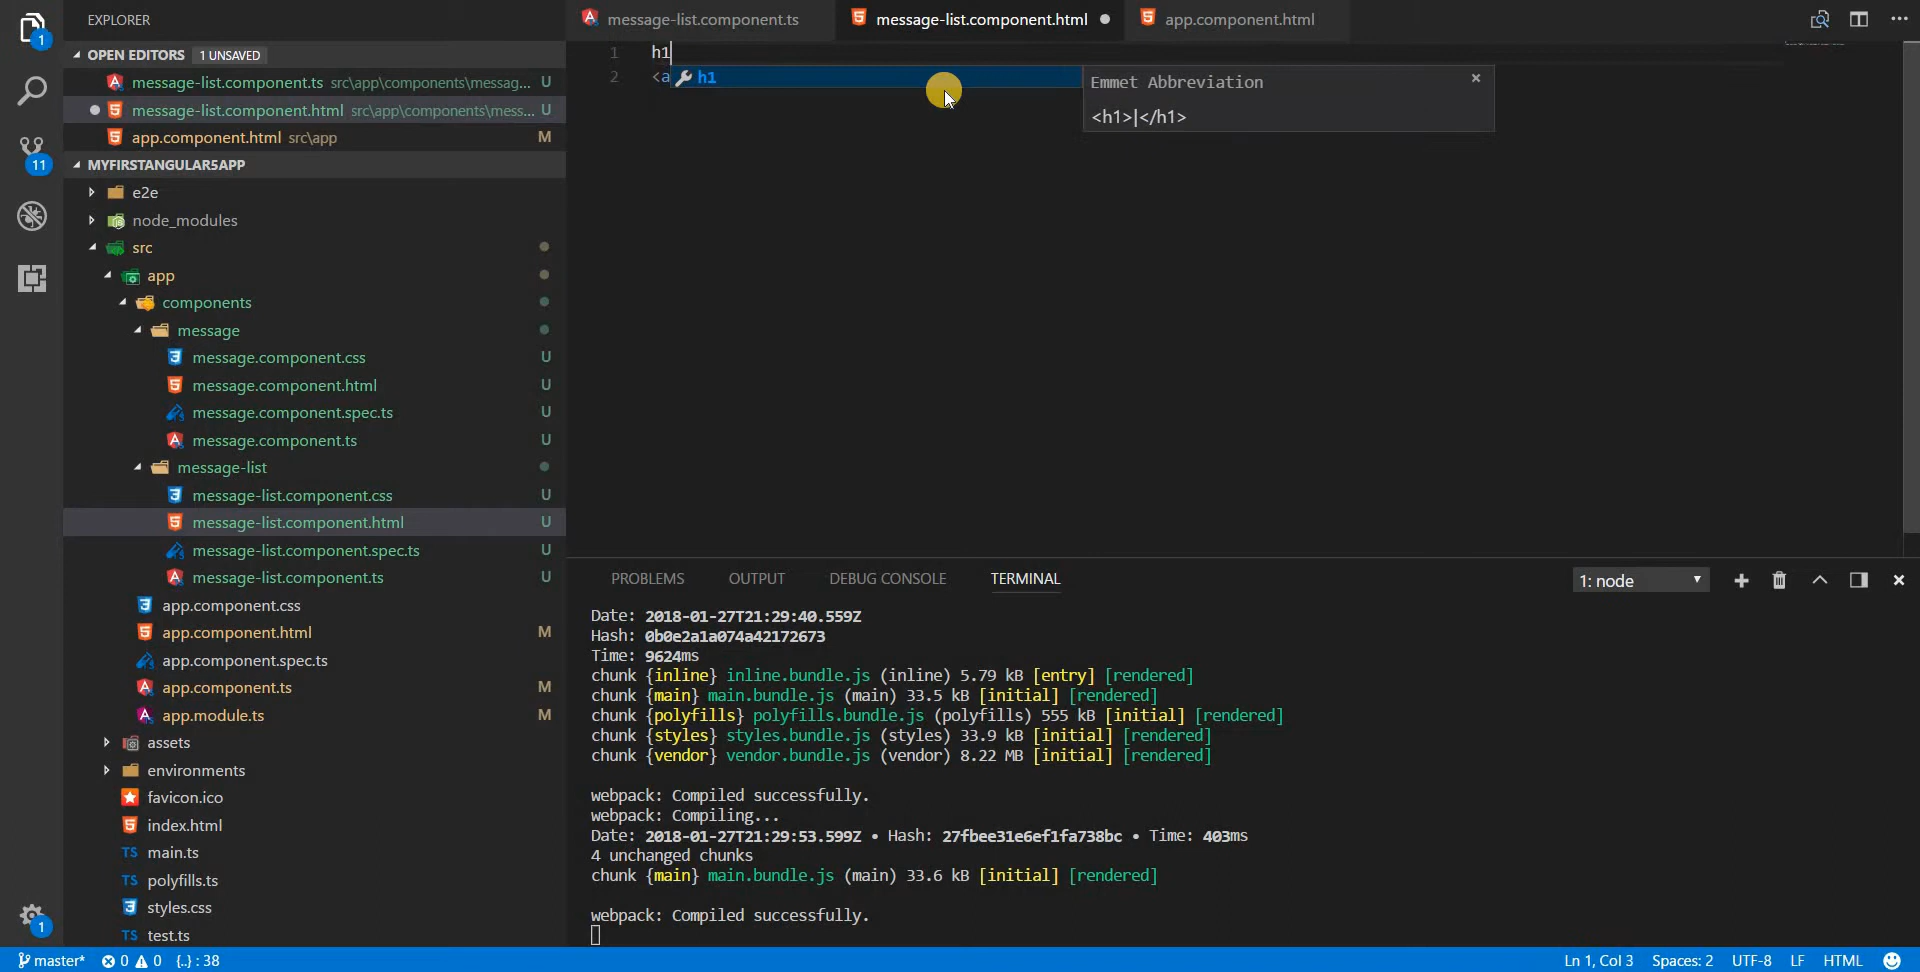 EXPLORER
OPEN EDITORS 1 UNSAVED
message-list.component.ts src\app\components\messag... U
message-list.component.html src\app\components\mess... U
app.component.html src\app M
MYFIRSTANGULAR5APP
e2e
node_modules
src
app
components
message
message.component.css U
message.component.html U
message.component.spec.ts U
message.component.ts U
message-list
message-list.component.css U
message-list.component.html U
message-list.component.spec.ts U
message-list.component.ts U
app.component.css
app.component.html M
app.component.spec.ts
app.component.ts M
app.module.ts M
assets
environments
favicon.ico
index.html
TS main.ts
TS polyfills.ts
styles.css
TS test.ts
1
11
1
message-list.component.ts message-list.component.html app.component.html
1 h1
2 <a
h1
Emmet Abbreviation
<h1>|</h1>
PROBLEMS OUTPUT DEBUG CONSOLE TERMINAL 1: node
Date: 2018-01-27T21:29:40.559Z
Hash: 0b0e2a1a074a42172673
Time: 9624ms
chunk {inline} inline.bundle.js (inline) 5.79 kB [entry] [rendered]
chunk {main} main.bundle.js (main) 33.5 kB [initial] [rendered]
chunk {polyfills} polyfills.bundle.js (polyfills) 555 kB [initial] [rendered]
chunk {styles} styles.bundle.js (styles) 33.9 kB [initial] [rendered]
chunk {vendor} vendor.bundle.js (vendor) 8.22 MB [initial] [rendered]
webpack: Compiled successfully.
webpack: Compiling...
Date: 2018-01-27T21:29:53.599Z • Hash: 27fbee31e6ef1fa738bc • Time: 403ms
4 unchanged chunks
chunk {main} main.bundle.js (main) 33.6 kB [initial] [rendered]
webpack: Compiled successfully.
master* 0 0 {..} : 38 Ln 1, Col 3 Spaces: 2 UTF-8 LF HTML